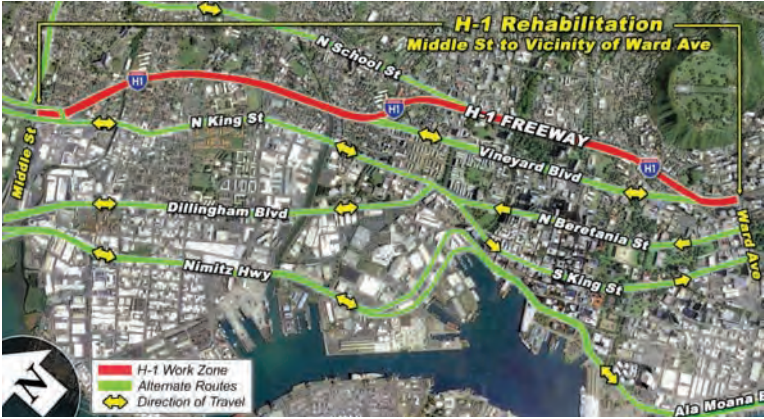 H-1 Rehabilitation
Middle St to Vicinity of Ward Ave
N School St
H1
H1
H-1 FREEWAY
N King St
Vineyard Blvd
H1
Middle St
Dillingham Blvd
N Beretania St
Ward Ave
Nimitz Hwy
S King St
N
H-1 Work Zone
Alternate Routes
Direction of Travel
Ala Moana B